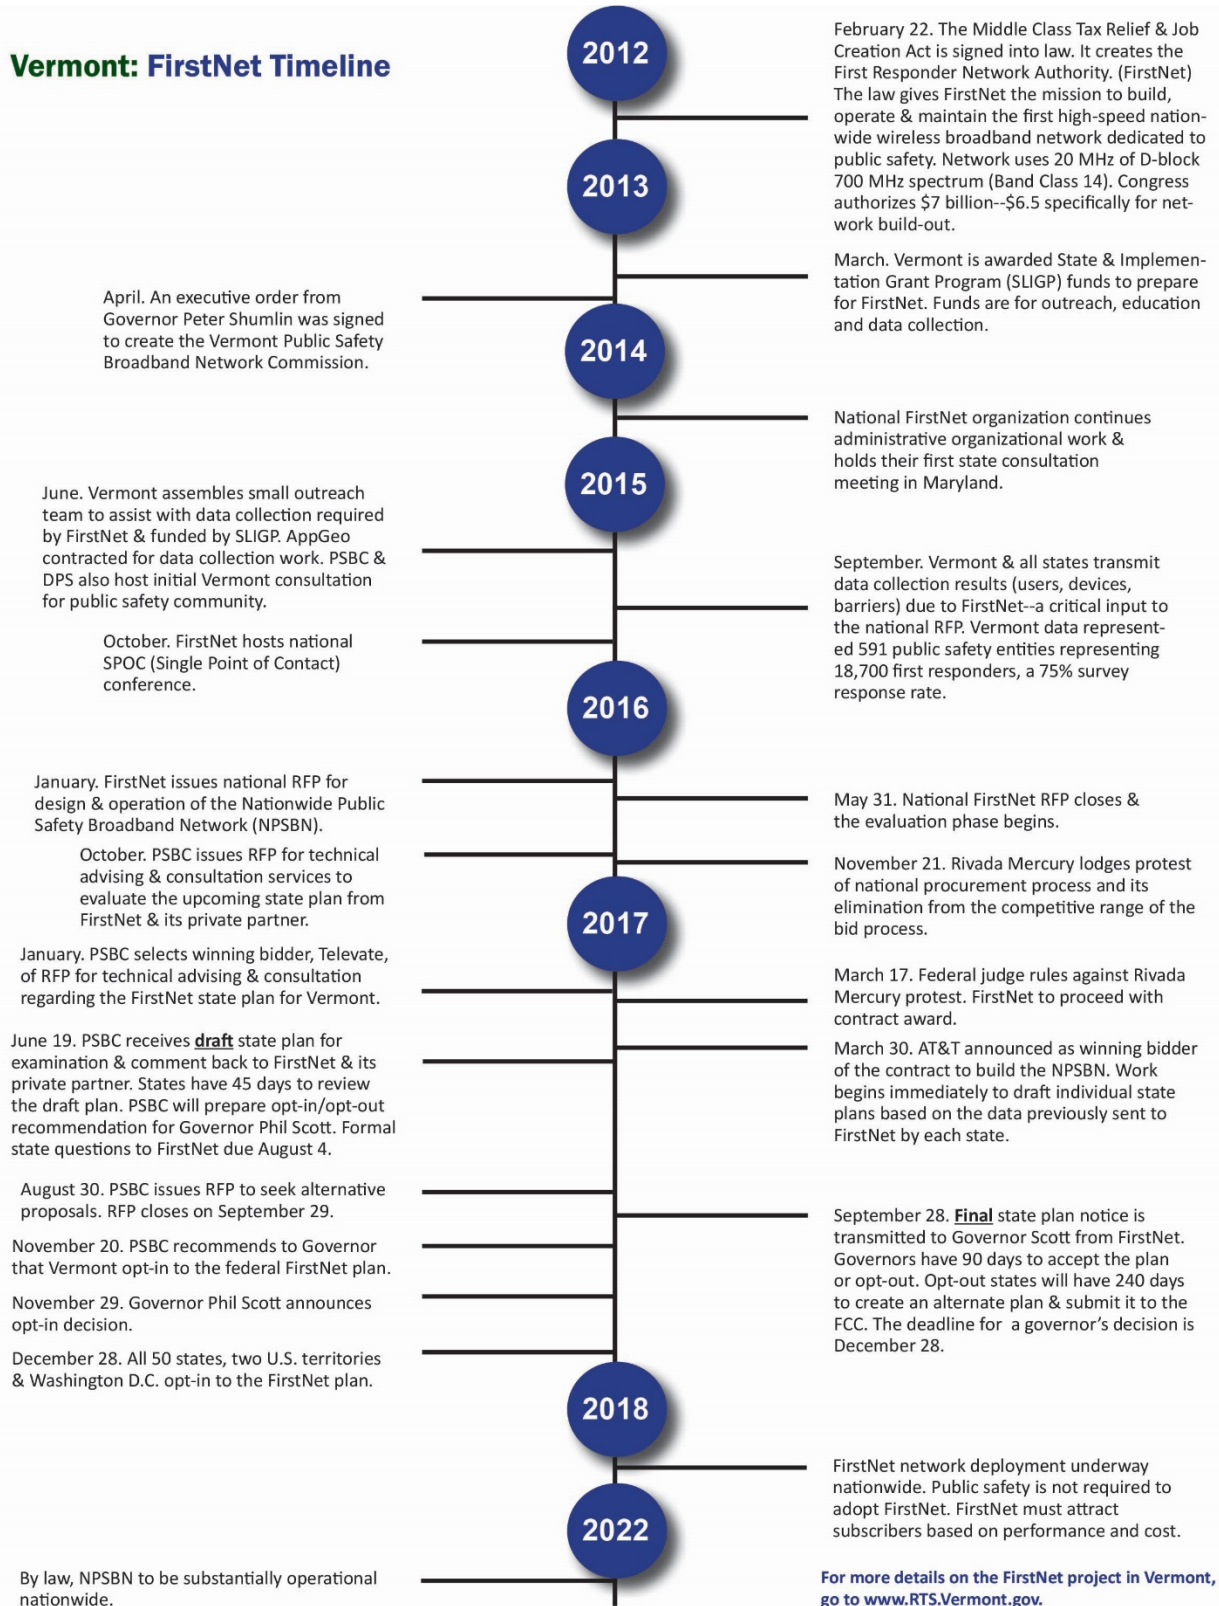 Vermont: FirstNet Timeline
2012
February 22. The Middle Class Tax Relief & Job
Creation Act is signed into law. It creates the
First Responder Network Authority. (FirstNet)
The law gives FirstNet the mission to build,
operate & maintain the first high-speed nation-
wide wireless broadband network dedicated to
public safety. Network uses 20 MHz of D-block
700 MHz spectrum (Band Class 14). Congress
authorizes $7 billion--$6.5 specifically for net-
work build-out.
2013
March. Vermont is awarded State & Implemen-
tation Grant Program (SLIGP) funds to prepare
for FirstNet. Funds are for outreach, education
and data collection.
April. An executive order from
Governor Peter Shumlin was signed
to create the Vermont Public Safety
Broadband Network Commission.
2014
National FirstNet organization continues
administrative organizational work &
holds their first state consultation
meeting in Maryland.
2015
June. Vermont assembles small outreach
team to assist with data collection required
by FirstNet & funded by SLIGP. AppGeo
contracted for data collection work. PSBC &
DPS also host initial Vermont consultation
for public safety community.
September. Vermont & all states transmit
data collection results (users, devices,
barriers) due to FirstNet--a critical input to
the national RFP. Vermont data represent-
ed 591 public safety entities representing
18,700 first responders, a 75% survey
response rate.
October. FirstNet hosts national
SPOC (Single Point of Contact)
conference.
2016
January. FirstNet issues national RFP for
design & operation of the Nationwide Public
Safety Broadband Network (NPSBN).
May 31. National FirstNet RFP closes &
the evaluation phase begins.
October. PSBC issues RFP for technical
advising & consultation services to
evaluate the upcoming state plan from
FirstNet & its private partner.
November 21. Rivada Mercury lodges protest
of national procurement process and its
elimination from the competitive range of the
bid process.
2017
January. PSBC selects winning bidder, Televate,
of RFP for technical advising & consultation
regarding the FirstNet state plan for Vermont.
March 17. Federal judge rules against Rivada
Mercury protest. FirstNet to proceed with
contract award.
March 30. AT&T announced as winning bidder
of the contract to build the NPSBN. Work
begins immediately to draft individual state
plans based on the data previously sent to
FirstNet by each state.
June 19. PSBC receives draft state plan for
examination & comment back to FirstNet & its
private partner. States have 45 days to review
the draft plan. PSBC will prepare opt-in/opt-out
recommendation for Governor Phil Scott. Formal
state questions to FirstNet due August 4.
August 30. PSBC issues RFP to seek alternative
proposals. RFP closes on September 29.
September 28. Final state plan notice is
transmitted to Governor Scott from FirstNet.
Governors have 90 days to accept the plan
or opt-out. Opt-out states will have 240 days
to create an alternate plan & submit it to the
FCC. The deadline for a governor's decision is
December 28.
November 20. PSBC recommends to Governor
that Vermont opt-in to the federal FirstNet plan.
November 29. Governor Phil Scott announces
opt-in decision.
December 28. All 50 states, two U.S. territories
& Washington D.C. opt-in to the FirstNet plan.
2018
FirstNet network deployment underway
nationwide. Public safety is not required to
adopt FirstNet. FirstNet must attract
subscribers based on performance and cost.
2022
By law, NPSBN to be substantially operational
nationwide.
For more details on the FirstNet project in Vermont,
go to www.RTS.Vermont.gov.